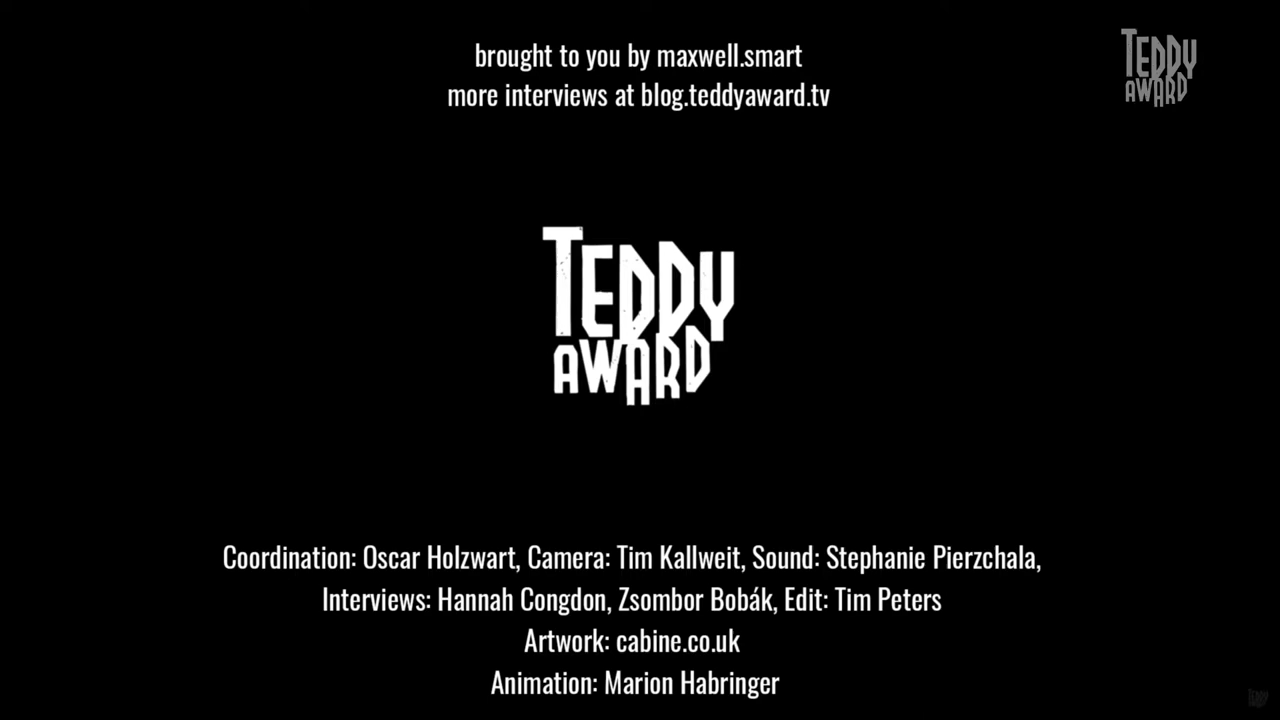 brought to you by maxwell.smart
more interviews at blog.teddyaward.tv
TEDDY
AWARD
TEDDY
AWARD
Coordination: Oscar Holzwart, Camera: Tim Kallweit, Sound: Stephanie Pierzchala,
Interviews: Hannah Congdon, Zsombor Bobák, Edit: Tim Peters
Artwork: cabine.co.uk
Animation: Marion Habringer
TEDDY
AWARD